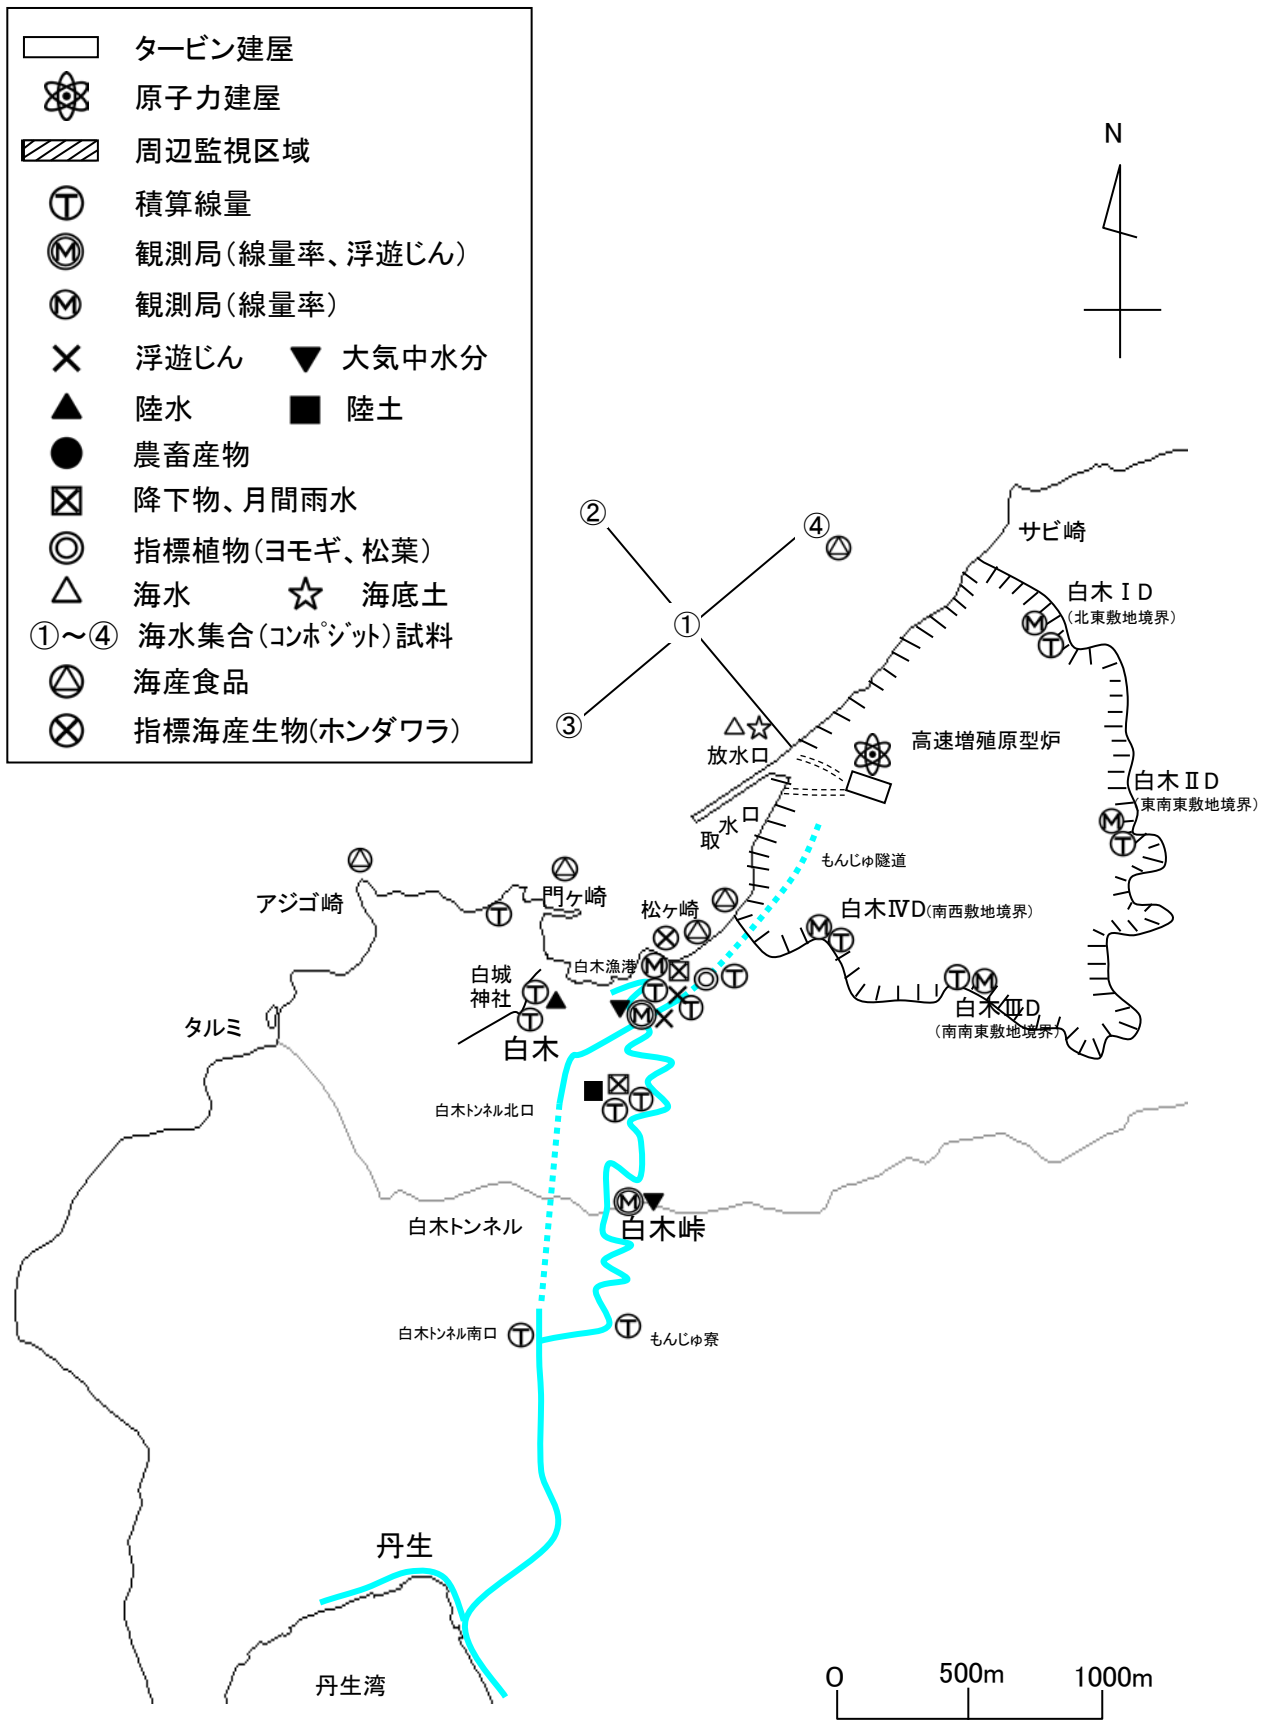 タービン建屋
原子力建屋
周辺監視区域
Ⓣ 積算線量
Ⓜ 観測局(線量率、浮遊じん)
Ⓜ 観測局(線量率)
浮遊じん 大気中水分
陸水 陸土
農畜産物
降下物、月間雨水
指標植物(ヨモギ、松葉)
海水 海底土
①～④ 海水集合(コンポジット)試料
海産食品
指標海産生物(ホンダワラ)
N
②
④
サビ崎
白木ⅠD
(北東敷地境界)
Ⓜ
Ⓣ
①
③
放水口
高速増殖原型炉
白木ⅡD
(東南東敷地境界)
Ⓜ
Ⓣ
取水口
もんじゅ隧道
アジゴ崎
門ヶ崎
Ⓣ
松ヶ崎
白木ⅣD(南西敷地境界)
Ⓜ Ⓣ
白木漁港
Ⓜ
Ⓣ
Ⓣ
白城
神社
Ⓣ
Ⓣ
Ⓜ
Ⓣ
Ⓣ Ⓜ
白木ⅢD
(南南東敷地境界)
タルミ
白木
Ⓣ
Ⓣ
白木トンネル北口
Ⓜ
白木トンネル
白木峠
白木トンネル南口
Ⓣ
Ⓣ
もんじゅ寮
丹生
丹生湾
0 500m 1000m